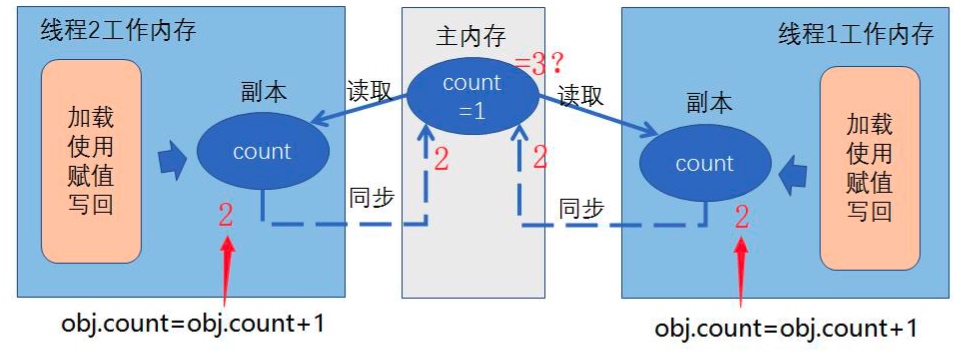 线程2工作内存
加载
使用
赋值
写回
副本
count
2
读取
同步
2
obj.count=obj.count+1
主内存
count
=1
=3?
2
读取
同步
线程1工作内存
副本
count
2
加载
使用
赋值
写回
obj.count=obj.count+1